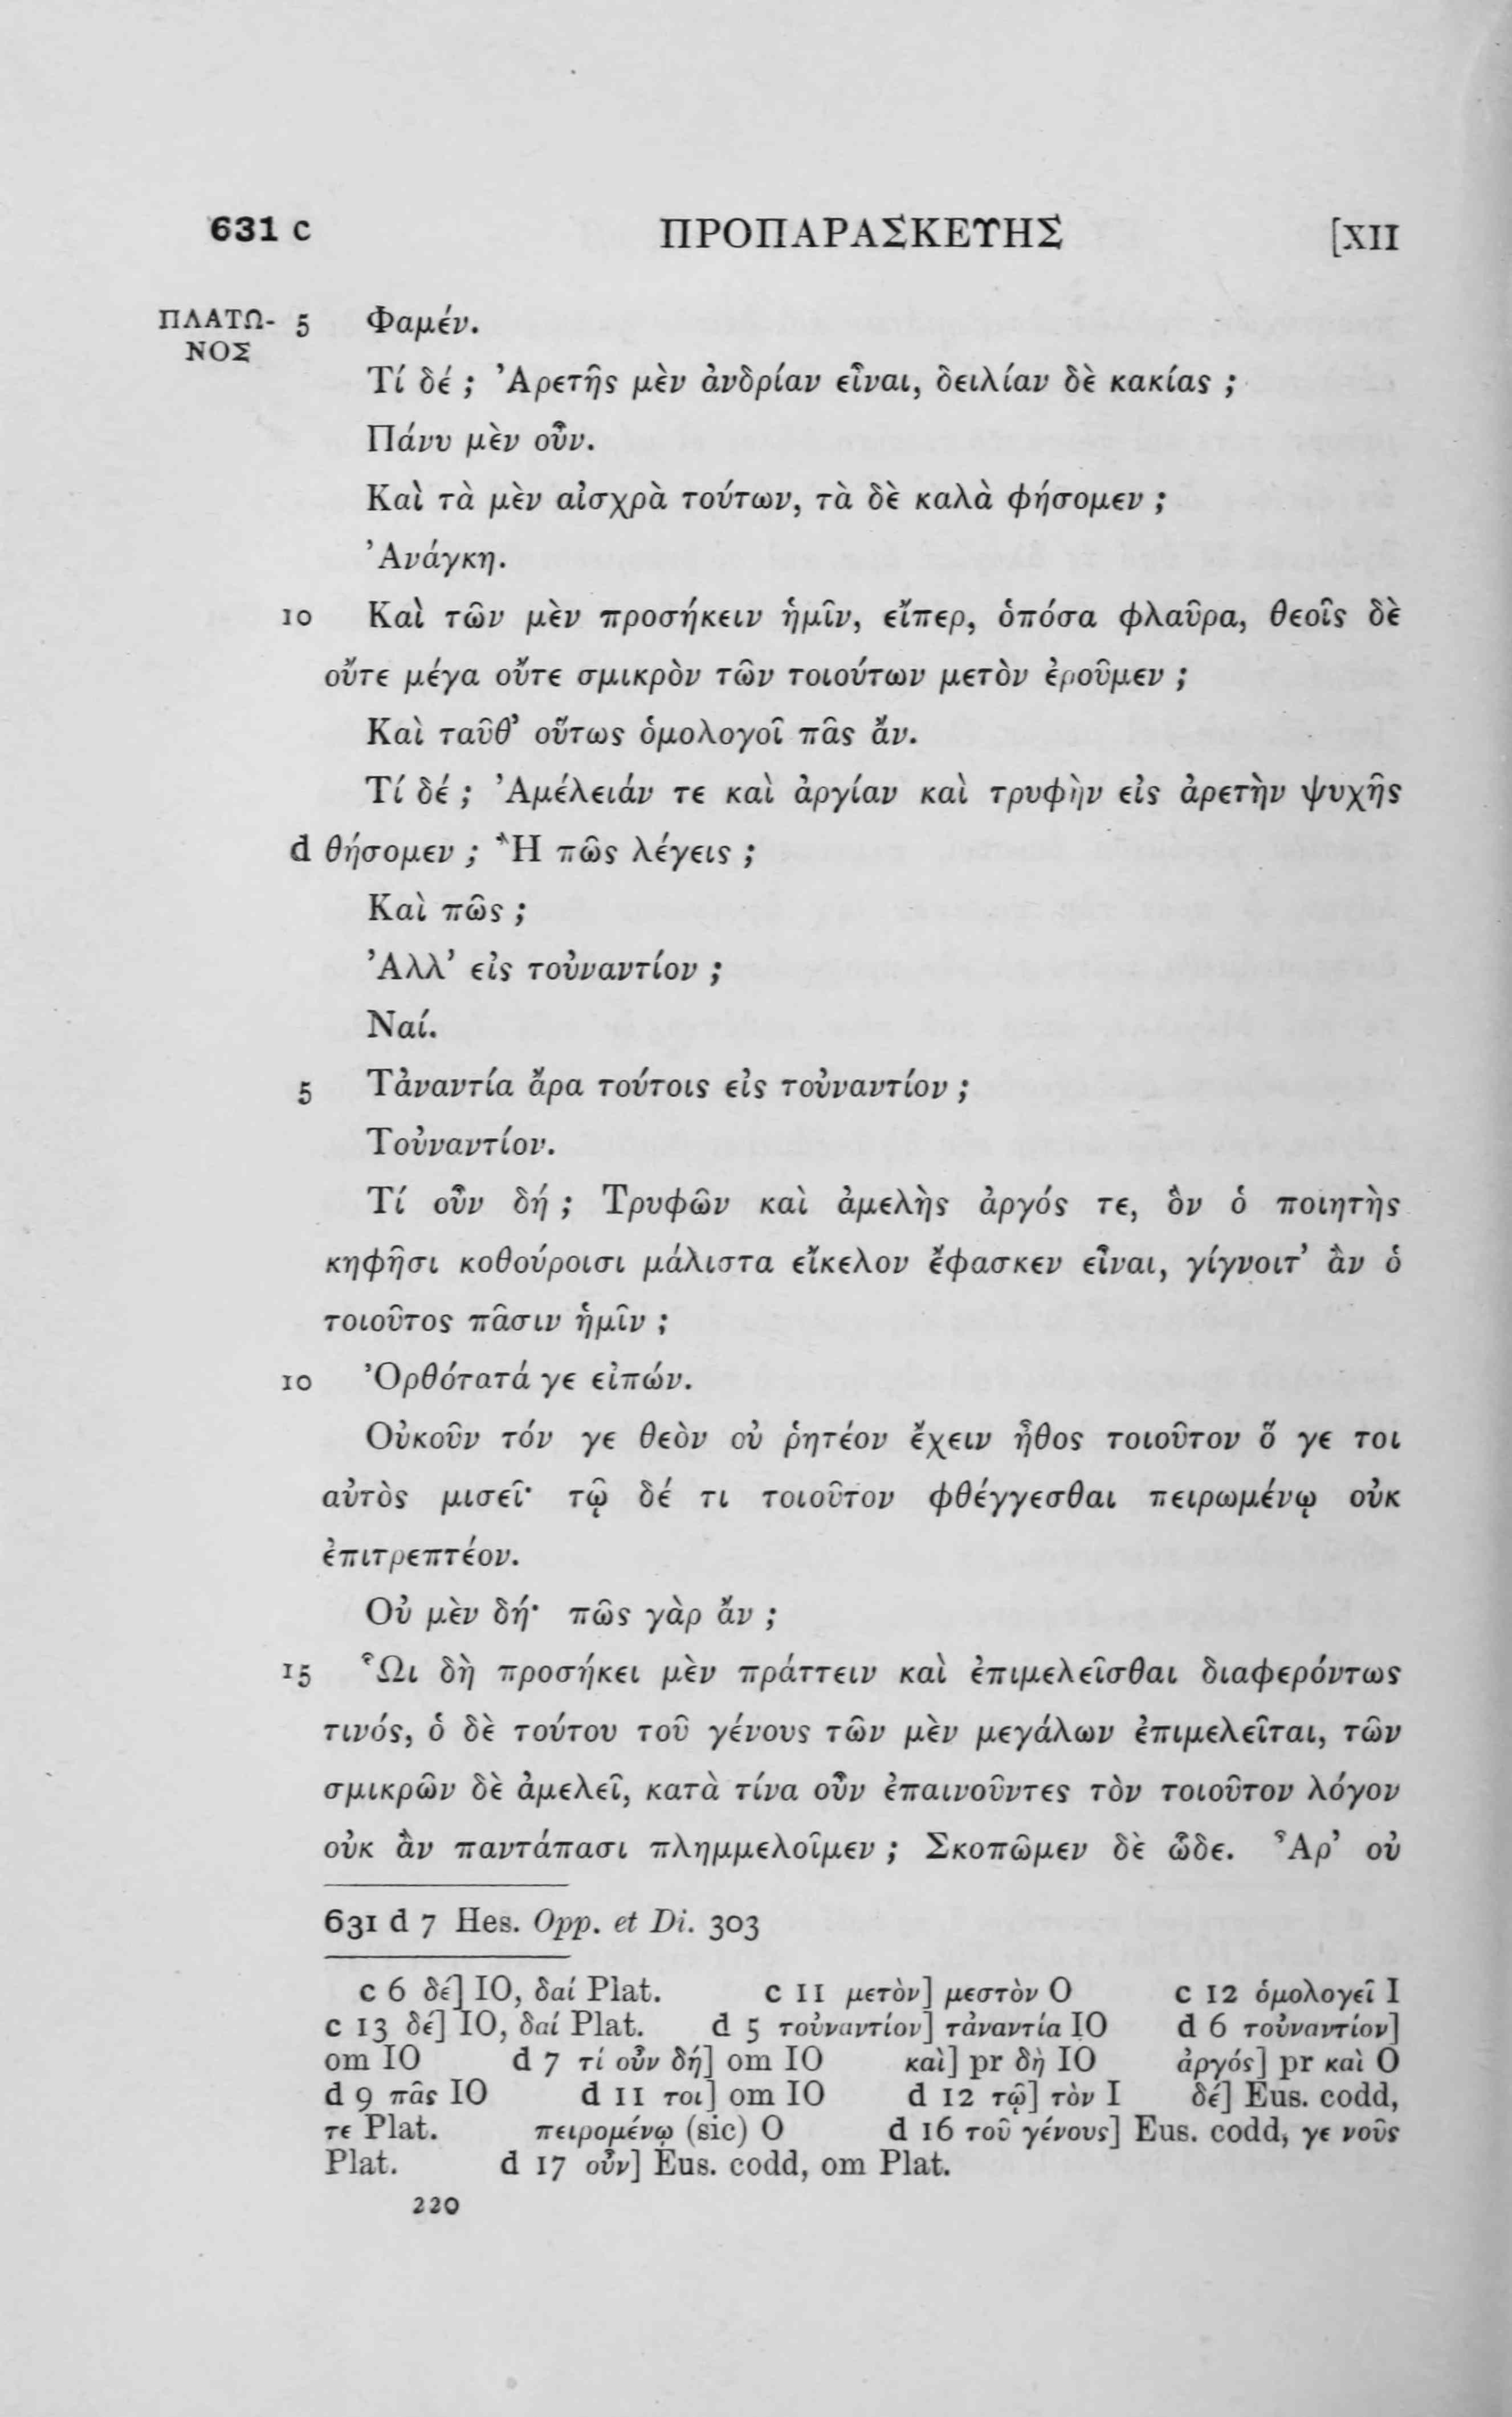 631 c ΠΡΟΠΑΡΑΣΚΕΥΗΣ [XII
ΠΛΑΤΩ- 5 Φαμέν.
ΝΟΣ
Τί δέ ; Ἀρετῆς μὲν ἀνδρίαν εἶναι, δειλίαν δὲ κακίας ;
Πάνυ μὲν οὖν.
Καὶ τὰ μὲν αἰσχρὰ τούτων, τὰ δὲ καλὰ φήσομεν ;
Ἀνάγκη.
10 Καὶ τῶν μὲν προσήκειν ἡμῖν, εἴπερ, ὁπόσα φλαῦρα, θεοῖς δὲ
οὔτε μέγα οὔτε σμικρὸν τῶν τοιούτων μετὸν ἐροῦμεν ;
Καὶ ταῦθ' οὕτως ὁμολογοῖ πᾶς ἄν.
Τί δέ ; Ἀμέλειάν τε καὶ ἀργίαν καὶ τρυφὴν εἰς ἀρετὴν ψυχῆς
d θήσομεν ; Ἢ πῶς λέγεις ;
Καὶ πῶς ;
Ἀλλ' εἰς τοὐναντίον ;
Ναί.
5 Τἀναντία ἄρα τούτοις εἰς τοὐναντίον ;
Τοὐναντίον.
Τί οὖν δή ; Τρυφῶν καὶ ἀμελὴς ἀργός τε, ὃν ὁ ποιητὴς
κηφῆσι κοθούροισι μάλιστα εἴκελον ἔφασκεν εἶναι, γίγνοιτ' ἂν ὁ
τοιοῦτος πᾶσιν ἡμῖν ;
10 Ὀρθότατά γε εἰπών.
Οὐκοῦν τόν γε θεὸν οὐ ῥητέον ἔχειν ἦθος τοιοῦτον ὅ γε τοι
αὐτὸς μισεῖ· τῷ δέ τι τοιοῦτον φθέγγεσθαι πειρωμένῳ οὐκ
ἐπιτρεπτέον.
Οὐ μὲν δή· πῶς γὰρ ἄν ;
15 Ὧι δὴ προσήκει μὲν πράττειν καὶ ἐπιμελεῖσθαι διαφερόντως
τινός, ὁ δὲ τούτου τοῦ γένους τῶν μὲν μεγάλων ἐπιμελεῖται, τῶν
σμικρῶν δὲ ἀμελεῖ, κατὰ τίνα οὖν ἐπαινοῦντες τὸν τοιοῦτον λόγον
οὐκ ἂν παντάπασι πλημμελοῖμεν ; Σκοπῶμεν δὲ ὧδε. Ἆρ' οὐ
631 d 7 Hes. Opp. et Di. 303
c 6 δέ] IO, δαί Plat. c 11 μετὸν] μεστὸν O c 12 ὁμολογεῖ I
c 13 δέ] IO, δαί Plat. d 5 τοὐναντίον] τἀναντία IO d 6 τοὐναντίον]
om IO d 7 τί οὖν δή] om IO καὶ] pr δὴ IO ἀργός] pr καὶ O
d 9 πᾶς IO d 11 τοι] om IO d 12 τῷ] τὸν I δέ] Eus. codd,
τε Plat. πειρομένῳ (sic) O d 16 τοῦ γένους] Eus. codd, γε νοῦς
Plat. d 17 οὖν] Eus. codd, om Plat.
220